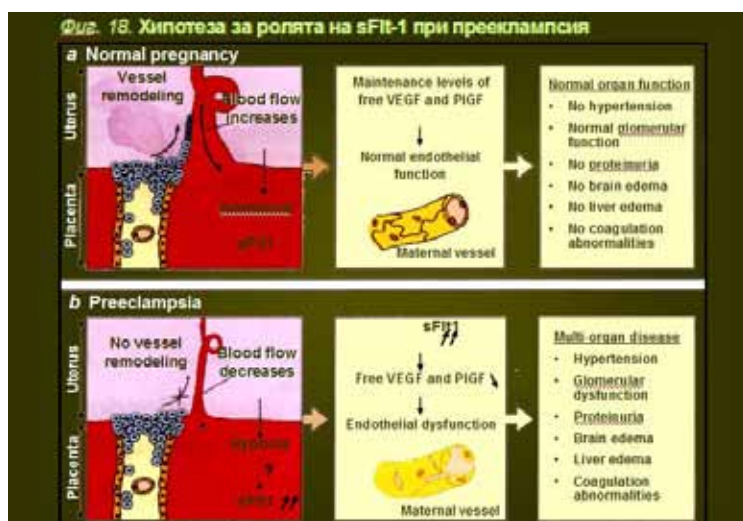 Фиг. 18. Хипотеза за ролята на sFlt-1 при прееклампсия
a Normal pregnancy
Uterus
Placenta
Vessel
remodeling
Blood flow
increases
sFlt1
Maintenance levels of
free VEGF and PlGF
Normal endothelial
function
Maternal vessel
Normal organ function
• No hypertension
• Normal glomerular
function
• No proteinuria
• No brain edema
• No liver edema
• No coagulation
abnormalities
b Preeclampsia
Uterus
Placenta
No vessel
remodeling
Blood flow
decreases
Hypoxia
sFlt1
sFlt1
Free VEGF and PlGF
Endothelial dysfunction
Maternal vessel
Multi organ disease
• Hypertension
• Glomerular
dysfunction
• Proteinuria
• Brain edema
• Liver edema
• Coagulation
abnormalities